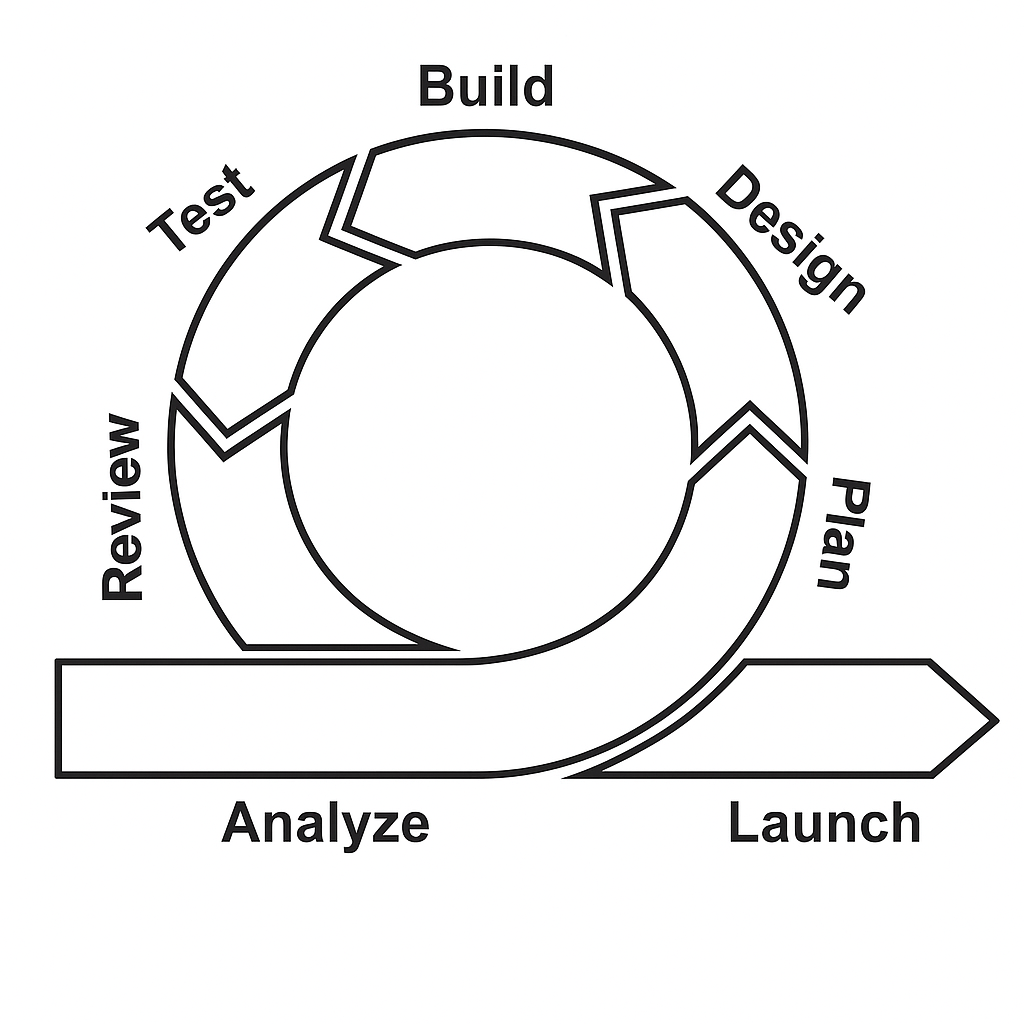 Build
Test
Design
Review
Plan
Analyze
Launch